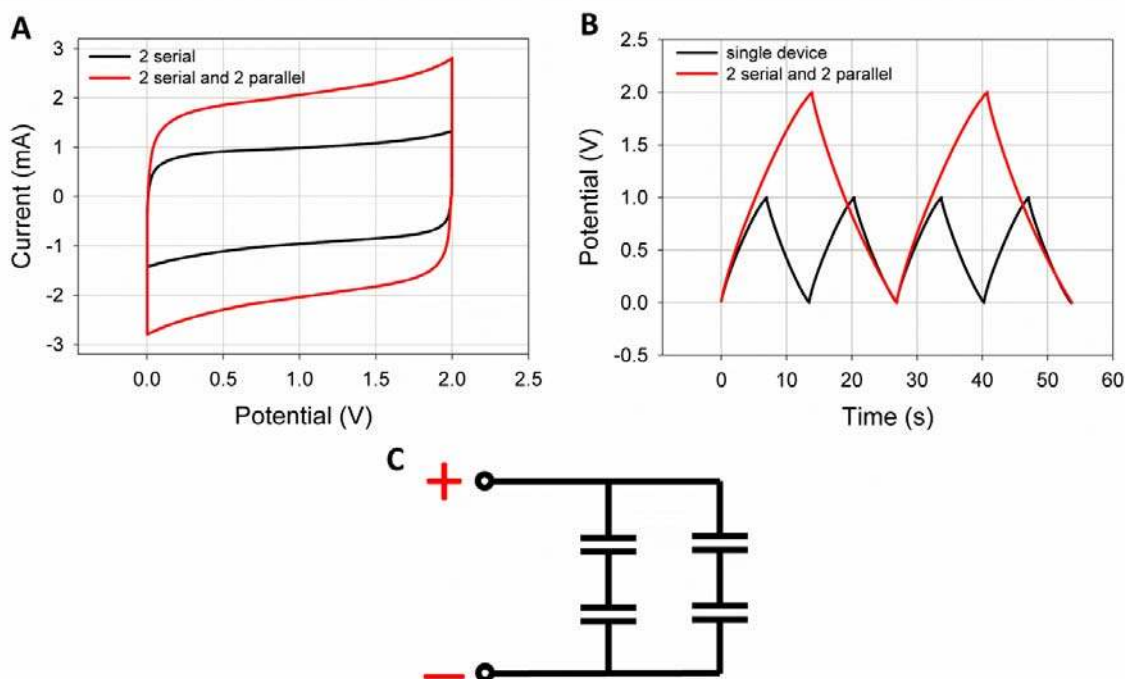 A
2 serial
2 serial and 2 parallel
Current (mA)
3
2
1
0
-1
-2
-3
0.0 0.5 1.0 1.5 2.0 2.5
Potential (V)
B
single device
2 serial and 2 parallel
Potential (V)
2.5
2.0
1.5
1.0
0.5
0.0
-0.5
0 10 20 30 40 50 60
Time (s)
C
+
−